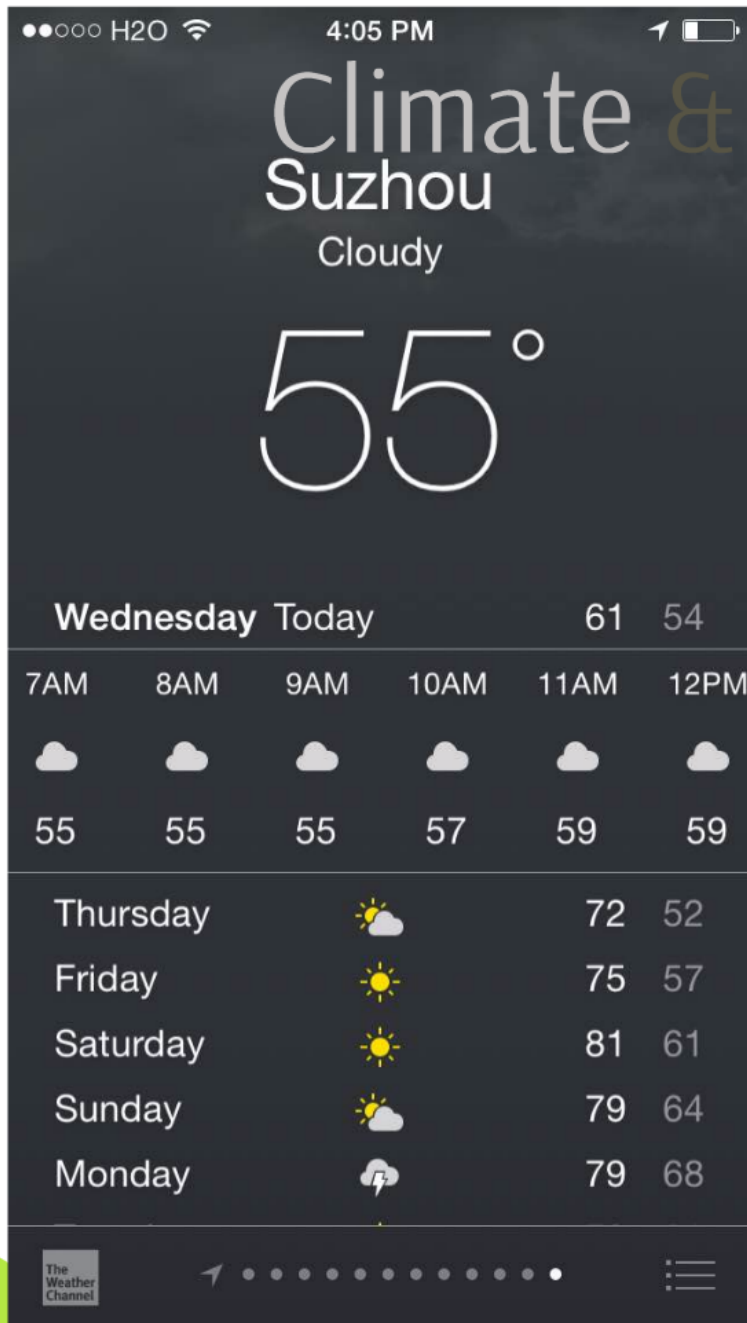 H2O 4:05 PM
Climate &
Suzhou
Cloudy
55°
Wednesday Today 61 54
7AM 8AM 9AM 10AM 11AM 12PM
55 55 55 57 59 59
Thursday 72 52
Friday 75 57
Saturday 81 61
Sunday 79 64
Monday 79 68
The
Weather
Channel